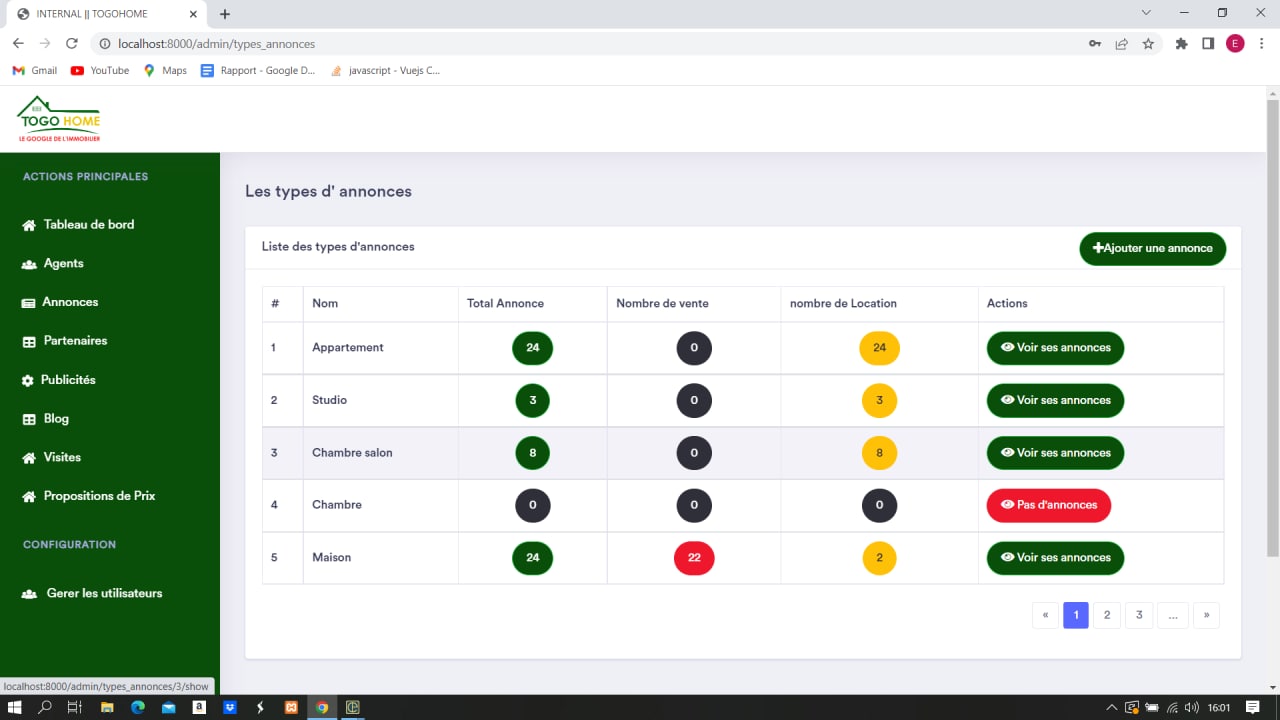 INTERNAL || TOGOHOME
localhost:8000/admin/types_annonces
E
Gmail YouTube Maps Rapport - Google D... javascript - Vuejs C...
TOGO HOME
LE GOOGLE DE L'IMMOBILIER
ACTIONS PRINCIPALES
Tableau de bord
Agents
Annonces
Partenaires
Publicités
Blog
Visites
Propositions de Prix
CONFIGURATION
Gerer les utilisateurs
Les types d' annonces
Liste des types d'annonces
Ajouter une annonce
# Nom Total Annonce Nombre de vente nombre de Location Actions
1 Appartement 24 0 24 Voir ses annonces
2 Studio 3 0 3 Voir ses annonces
3 Chambre salon 8 0 8 Voir ses annonces
4 Chambre 0 0 0 Pas d'annonces
5 Maison 24 22 2 Voir ses annonces
« 1 2 3 ... »
localhost:8000/admin/types_annonces/3/show
16:01